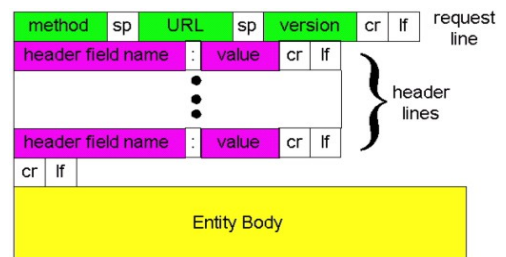 method sp URL sp version cr lf request line
header field name : value cr lf
header lines
header field name : value cr lf
cr lf
Entity Body